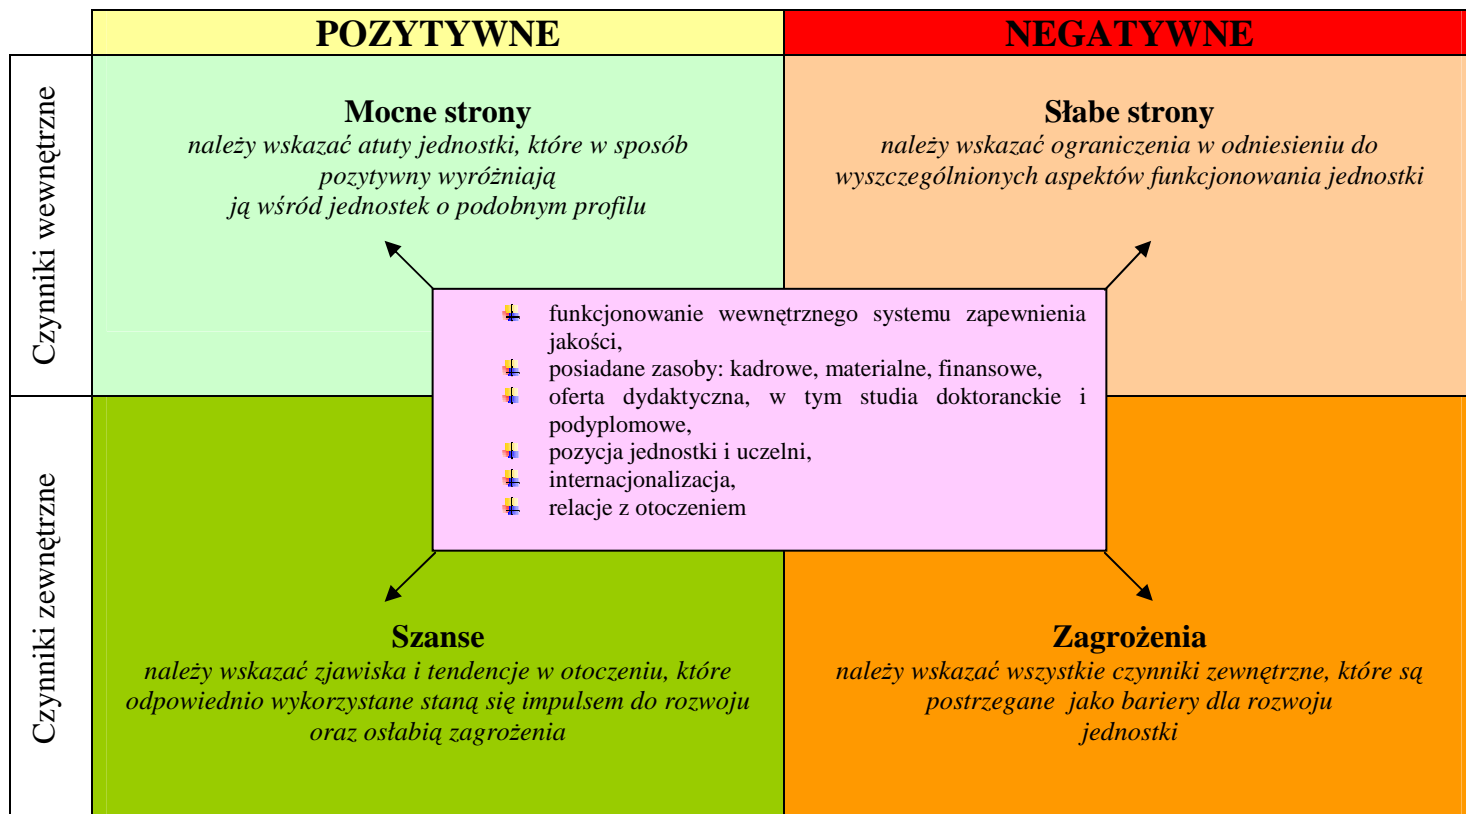 POZYTYWNE
NEGATYWNE
Czynniki wewnętrzne
Mocne strony
należy wskazać atuty jednostki, które w sposób
pozytywny wyróżniają
ją wśród jednostek o podobnym profilu
Słabe strony
należy wskazać ograniczenia w odniesieniu do
wyszczególnionych aspektów funkcjonowania jednostki
funkcjonowanie wewnętrznego systemu zapewnienia
jakości,
posiadane zasoby: kadrowe, materialne, finansowe,
oferta dydaktyczna, w tym studia doktoranckie i
podyplomowe,
pozycja jednostki i uczelni,
internacjonalizacja,
relacje z otoczeniem
Czynniki zewnętrzne
Szanse
należy wskazać zjawiska i tendencje w otoczeniu, które
odpowiednio wykorzystane staną się impulsem do rozwoju
oraz osłabią zagrożenia
Zagrożenia
należy wskazać wszystkie czynniki zewnętrzne, które są
postrzegane jako bariery dla rozwoju
jednostki